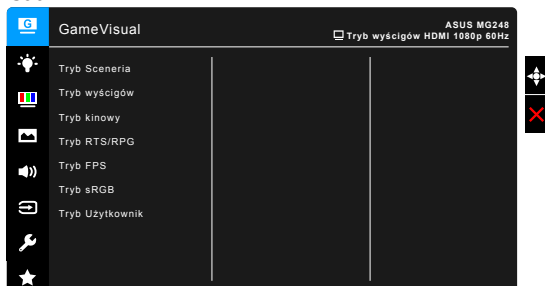 G
GameVisual
ASUS MG248
Tryb wyścigów HDMI 1080p 60Hz
Tryb Sceneria
Tryb wyścigów
Tryb kinowy
Tryb RTS/RPG
Tryb FPS
Tryb sRGB
Tryb Użytkownik